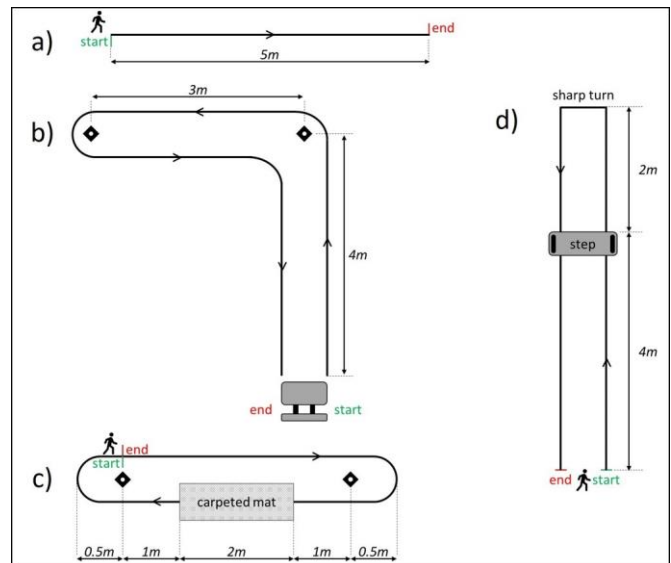 a)
start
end
5m
3m
b)
4m
end
start
start
end
c)
carpeted mat
0.5m
1m
2m
1m
0.5m
d)
sharp turn
2m
step
4m
end
start